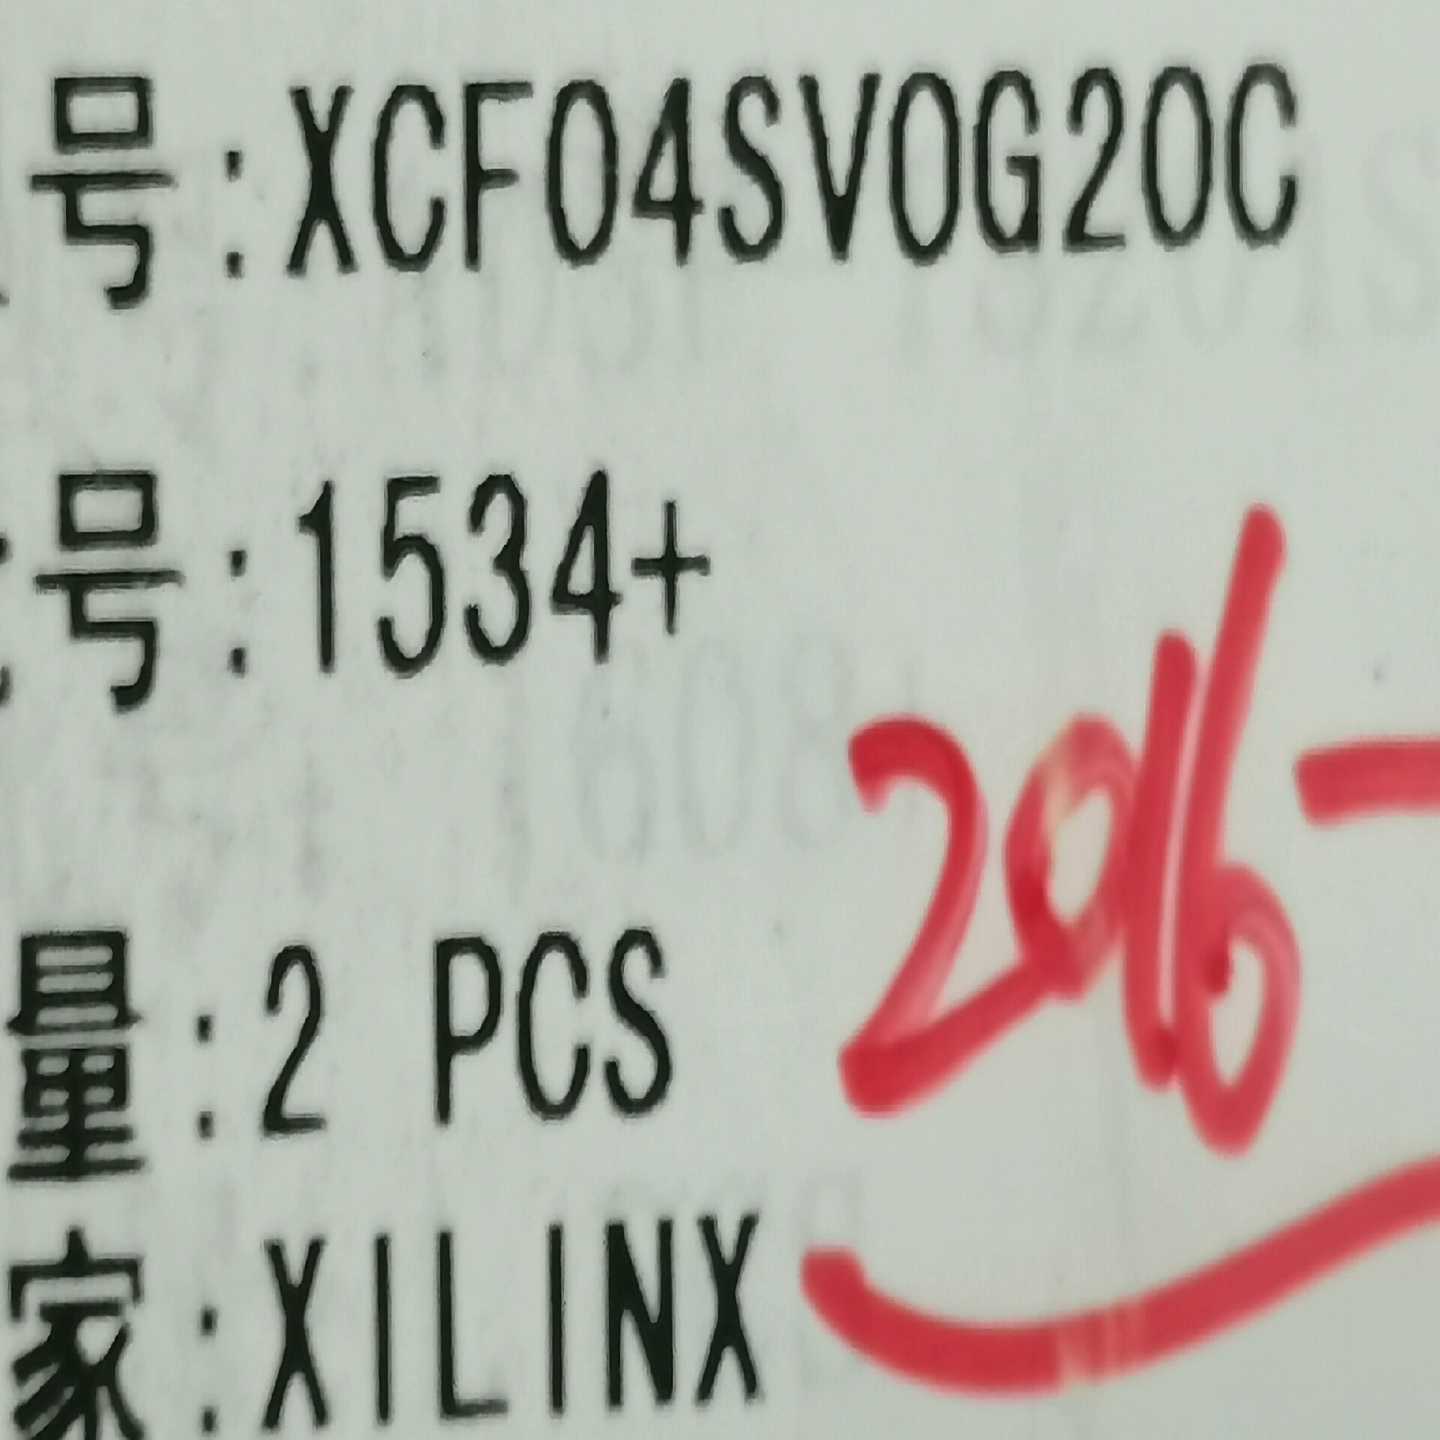 号:XCF04SVOG20C
号:1534+
2016-
量:2 PCS
家:XILINX